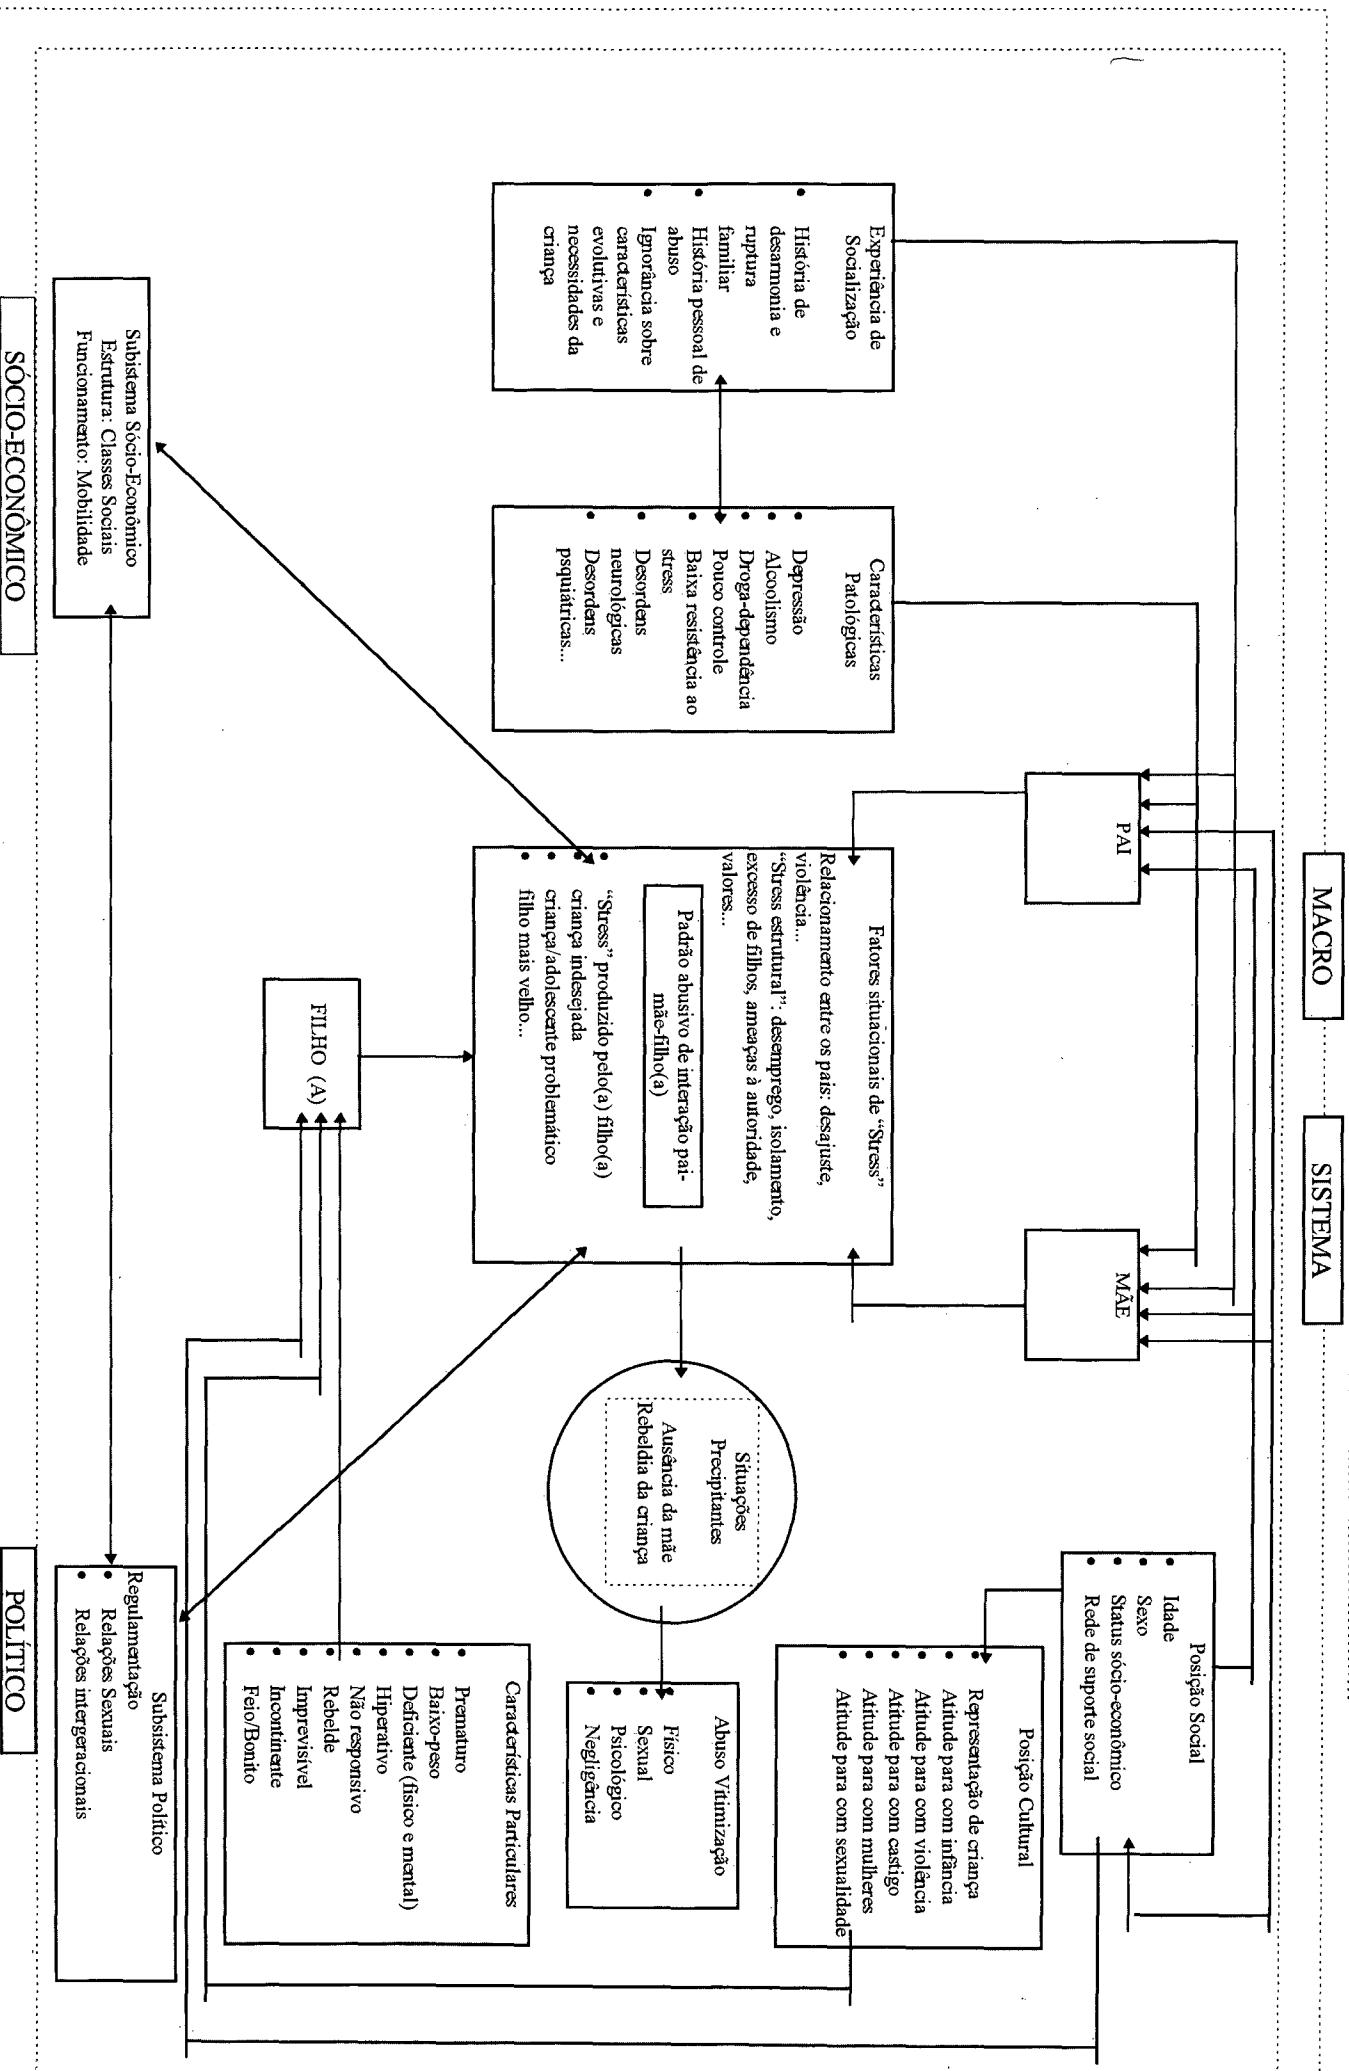 MACRO
SISTEMA
Experiência de
Socialização
História de
desarmonia e
ruptura
familiar
História pessoal de
abuso
Ignorância sobre
características
evolutivas e
necessidades da
criança
Características
Patológicas
Depressão
Alcoolismo
Droga-dependência
Pouco controle
Baixa resistência ao
stress
Desordens
neurológicas
Desordens
psquiátricas...
PAI
MÃE
Fatores situacionais de “Stress”
Relacionamento entre os pais: desajuste,
violência...
“Stress estrutural”: desemprego, isolamento,
excesso de filhos, ameaças à autoridade,
valores...
Padrão abusivo de interação pai-
mãe-filho(a)
“Stress” produzido pelo(a) filho(a)
criança indesejada
criança/adolescente problemático
filho mais velho...
Situações
Precipitantes
Ausência da mãe
Rebeldia da criança
Posição Social
Idade
Sexo
Status sócio-econômico
Rede de suporte social
Posição Cultural
Representação de criança
Atitude para com infância
Atitude para com violência
Atitude para com castigo
Atitude para com mulheres
Atitude para com sexualidade
Abuso Vitimização
Físico
Sexual
Psicológico
Negligência
Características Particulares
Prematuro
Baixo-peso
Deficiente (físico e mental)
Hiperativo
Não responsivo
Rebelde
Imprevisível
Incontinente
Feio/Bonito
FILHO (A)
Subistema Sócio-Econômico
Estrutura: Classes Sociais
Funcionamento: Mobilidade
Subsistema Político
Regulamentação
Relações Sexuais
Relações intergeracionais
SÓCIO-ECONÔMICO
POLÍTICO